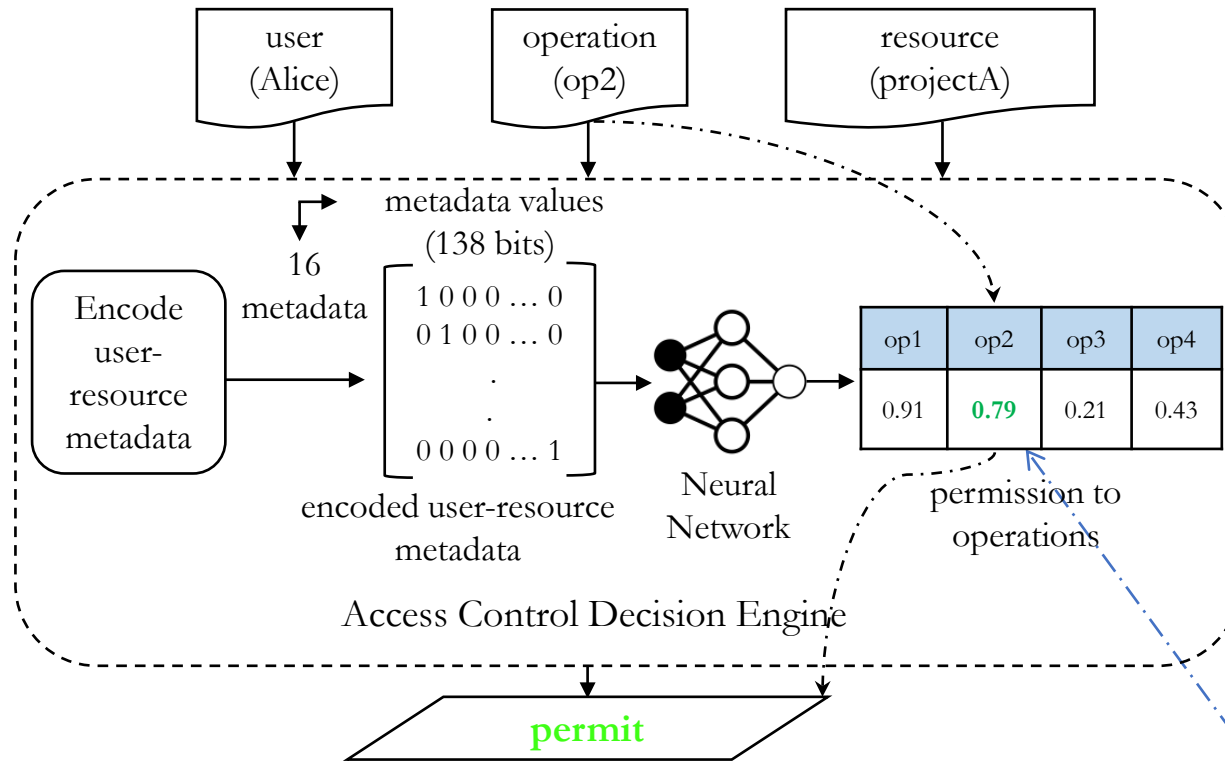 user
(Alice)
operation
(op2)
resource
(projectA)
metadata values
(138 bits)
16
metadata
Encode
user-
resource
metadata
1 0 0 0 ... 0
0 1 0 0 ... 0
.
.
0 0 0 0 ... 1
encoded user-resource
metadata
Neural
Network
op1 op2 op3 op4
0.91 0.79 0.21 0.43
permission to
operations
Access Control Decision Engine
permit